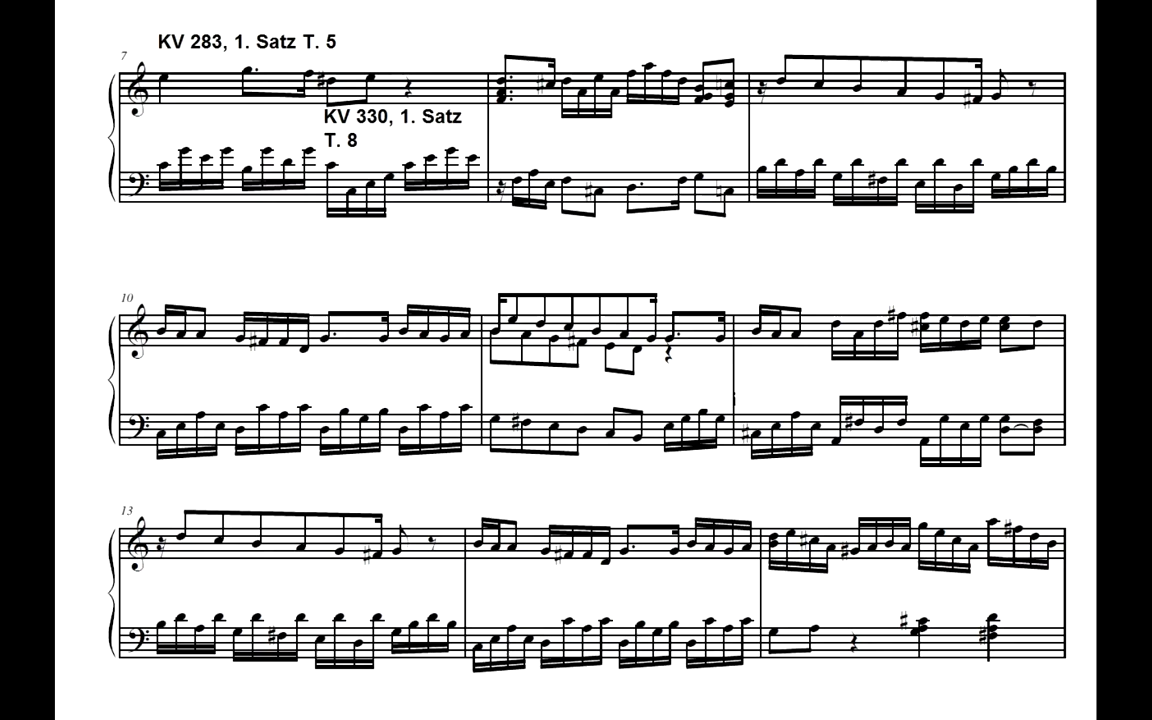 KV 283, 1. Satz T. 5
7
KV 330, 1. Satz
T. 8
10
13